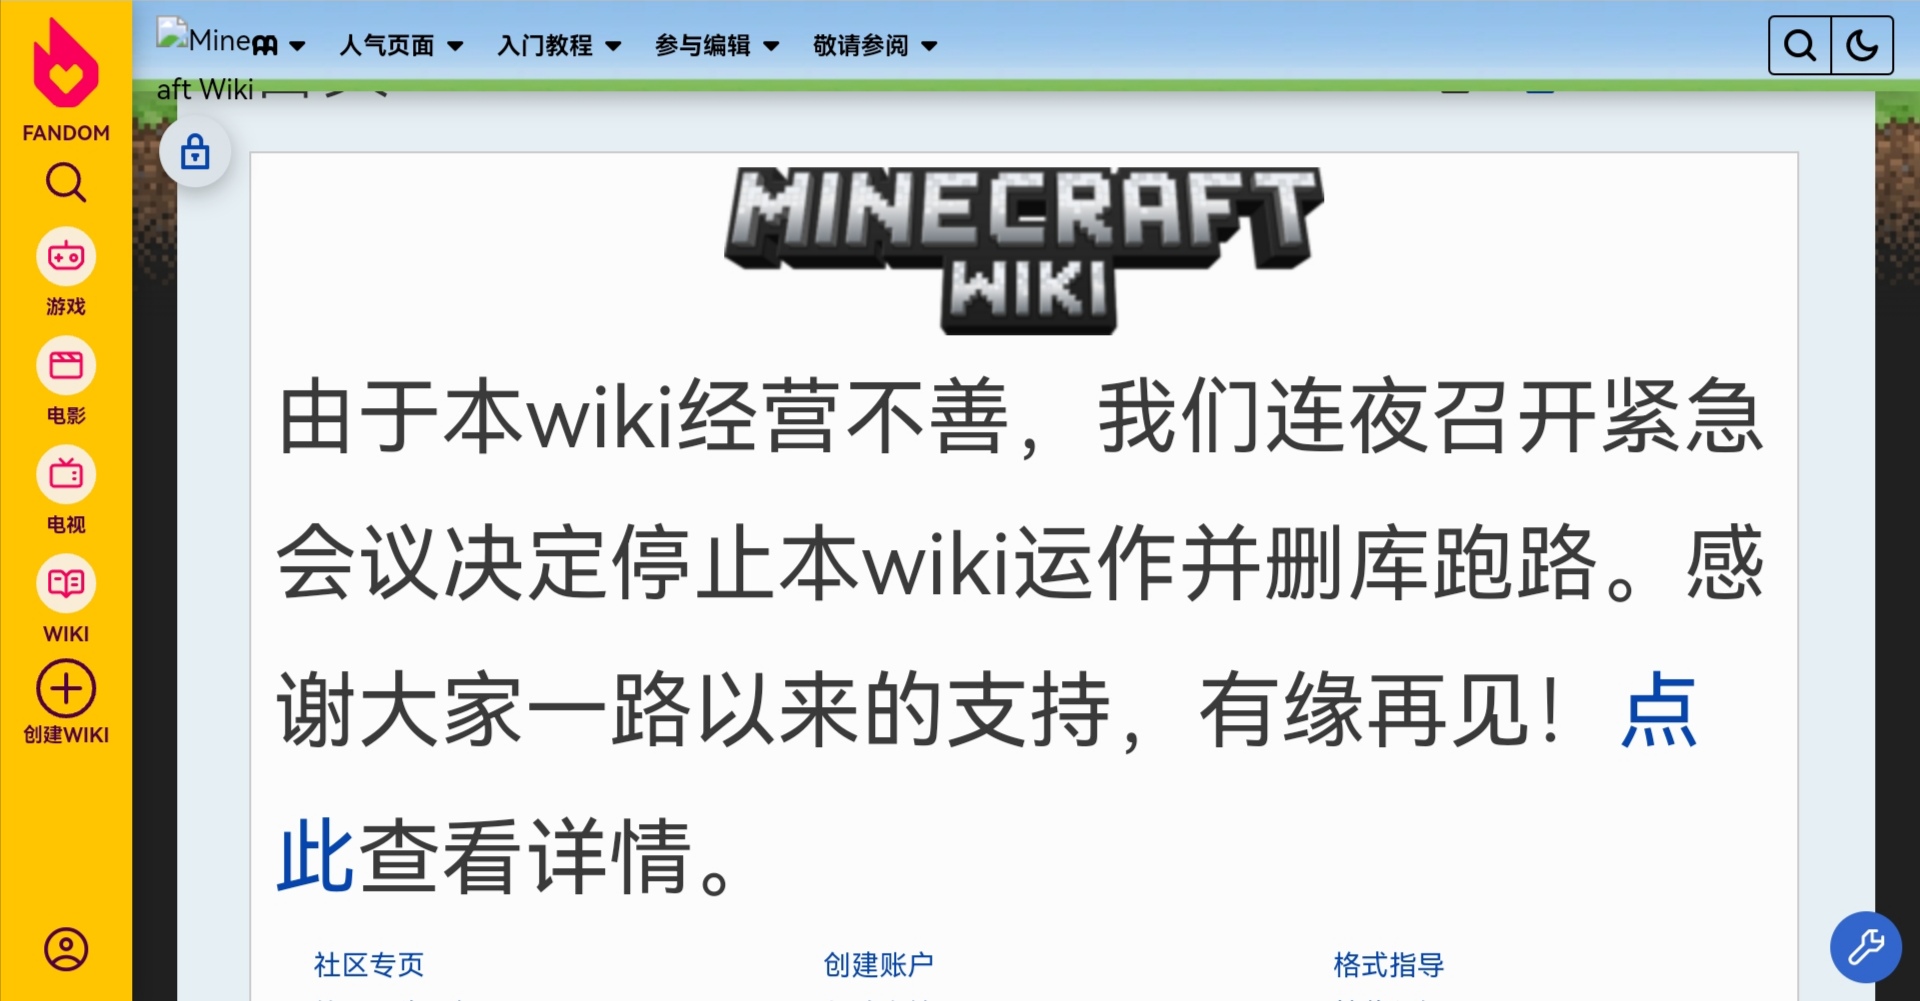 Mine
aft Wiki
人气页面
入门教程
参与编辑
敬请参阅
FANDOM
游戏
电影
电视
WIKI
创建WIKI
MINECRAFT
WIKI
由于本wiki经营不善，我们连夜召开紧急
会议决定停止本wiki运作并删库跑路。感
谢大家一路以来的支持，有缘再见！点
此查看详情。
社区专页
创建账户
格式指导